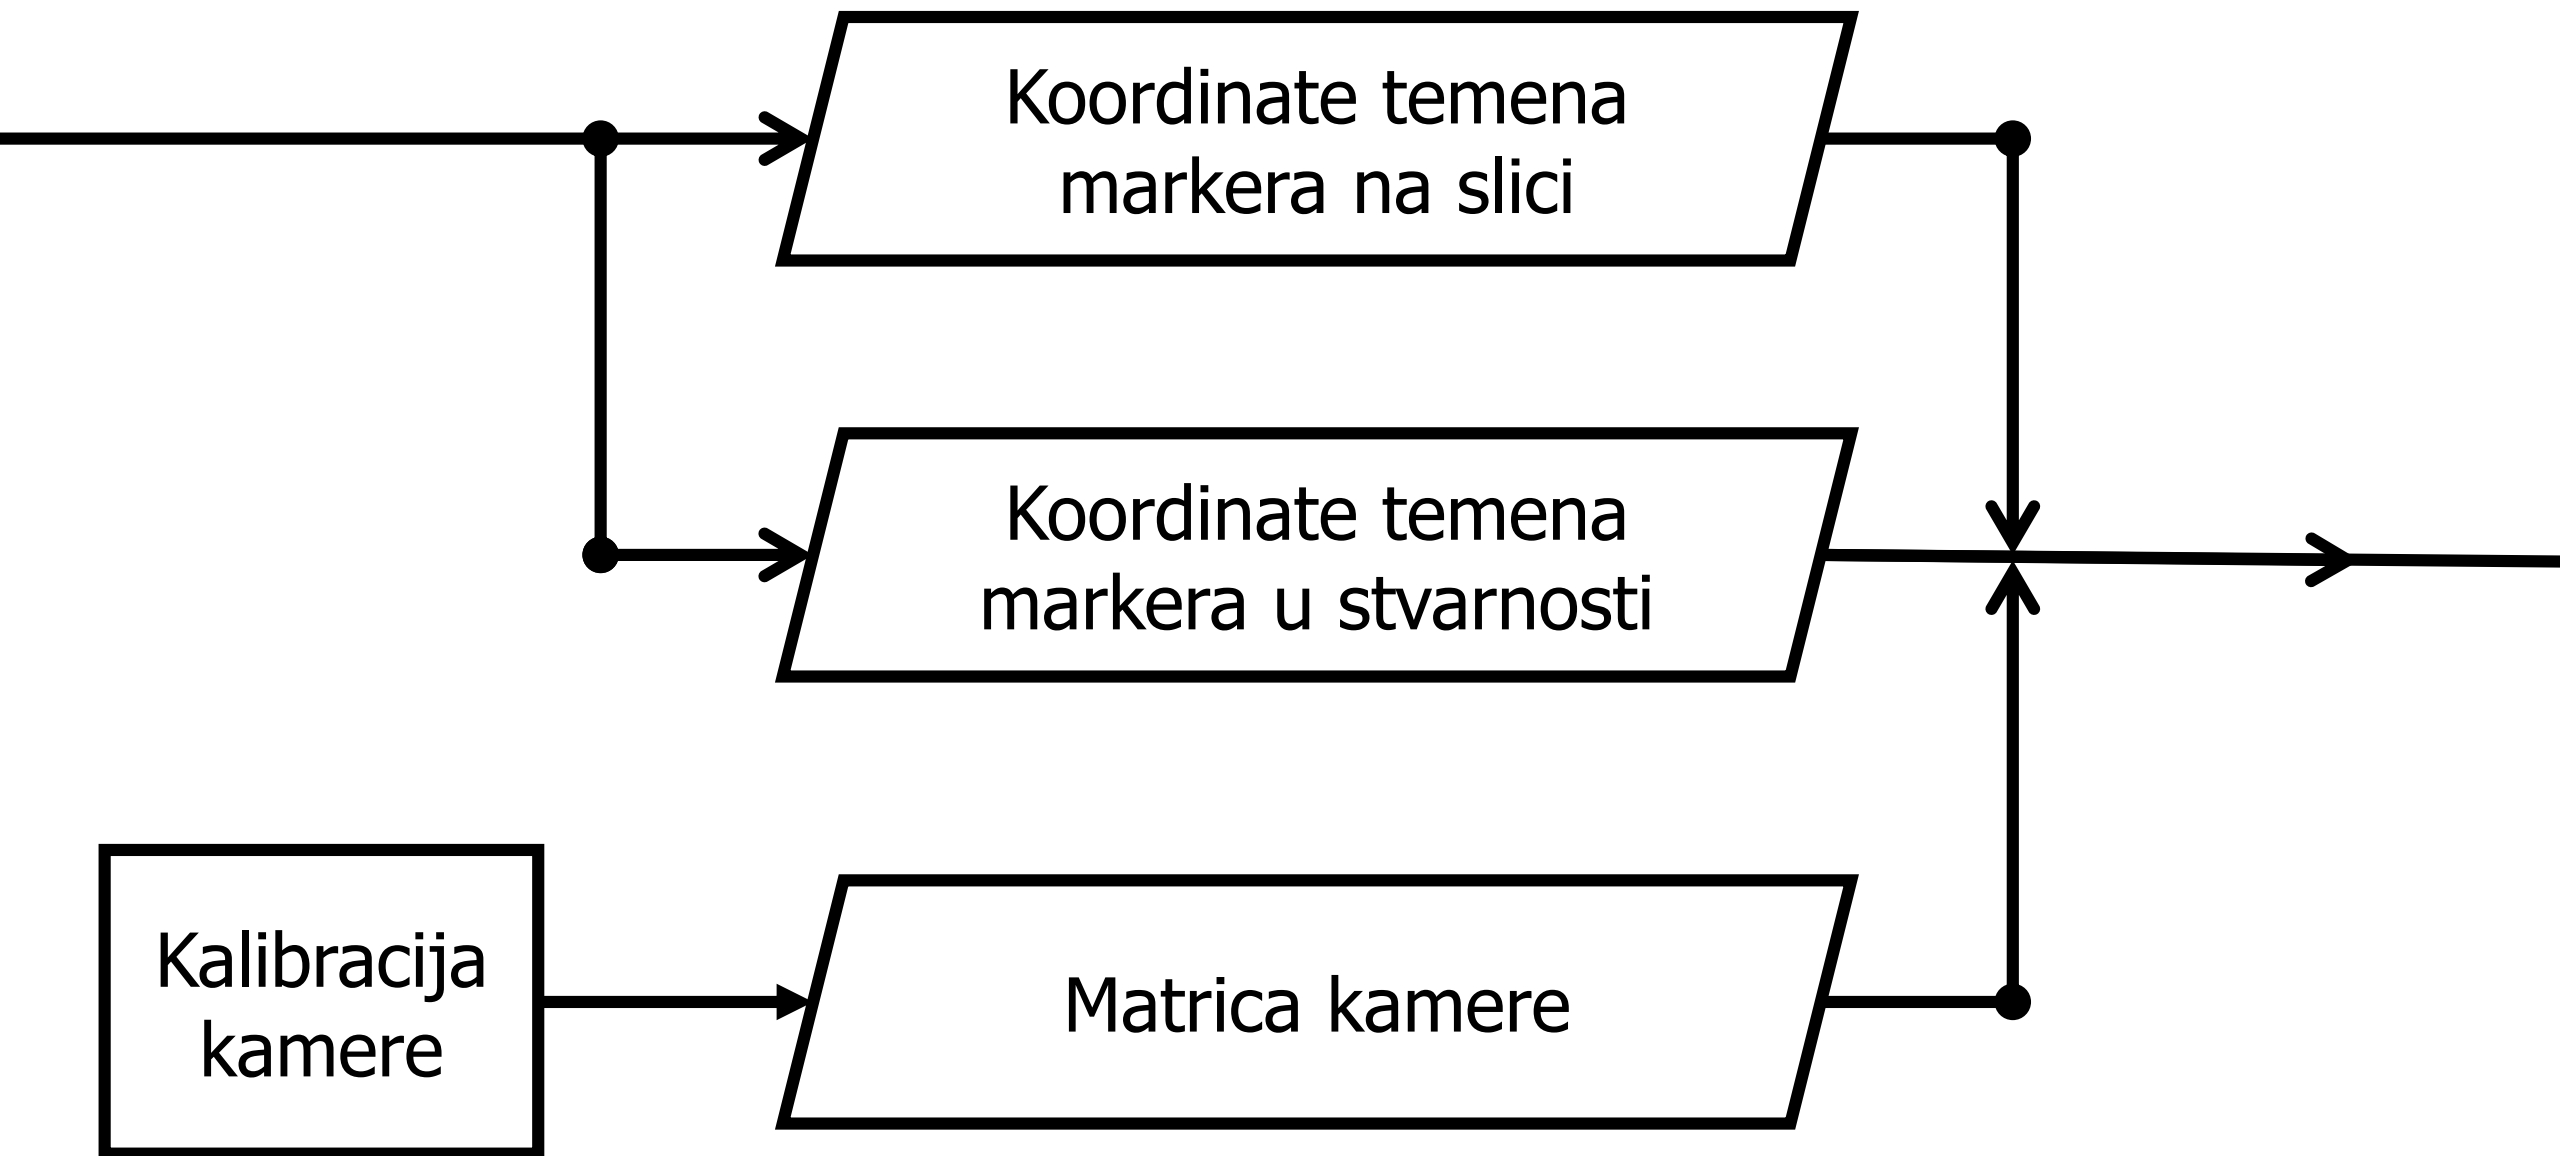 Koordinate temena
markera na slici
Koordinate temena
markera u stvarnosti
Kalibracija
kamere
Matrica kamere